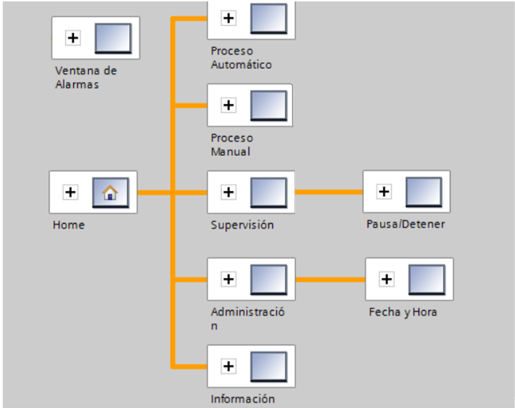 Ventana de
Alarmas
Proceso
Automático
Proceso
Manual
Home
Supervisión
Pausa/Detener
Administració
n
Fecha y Hora
Información